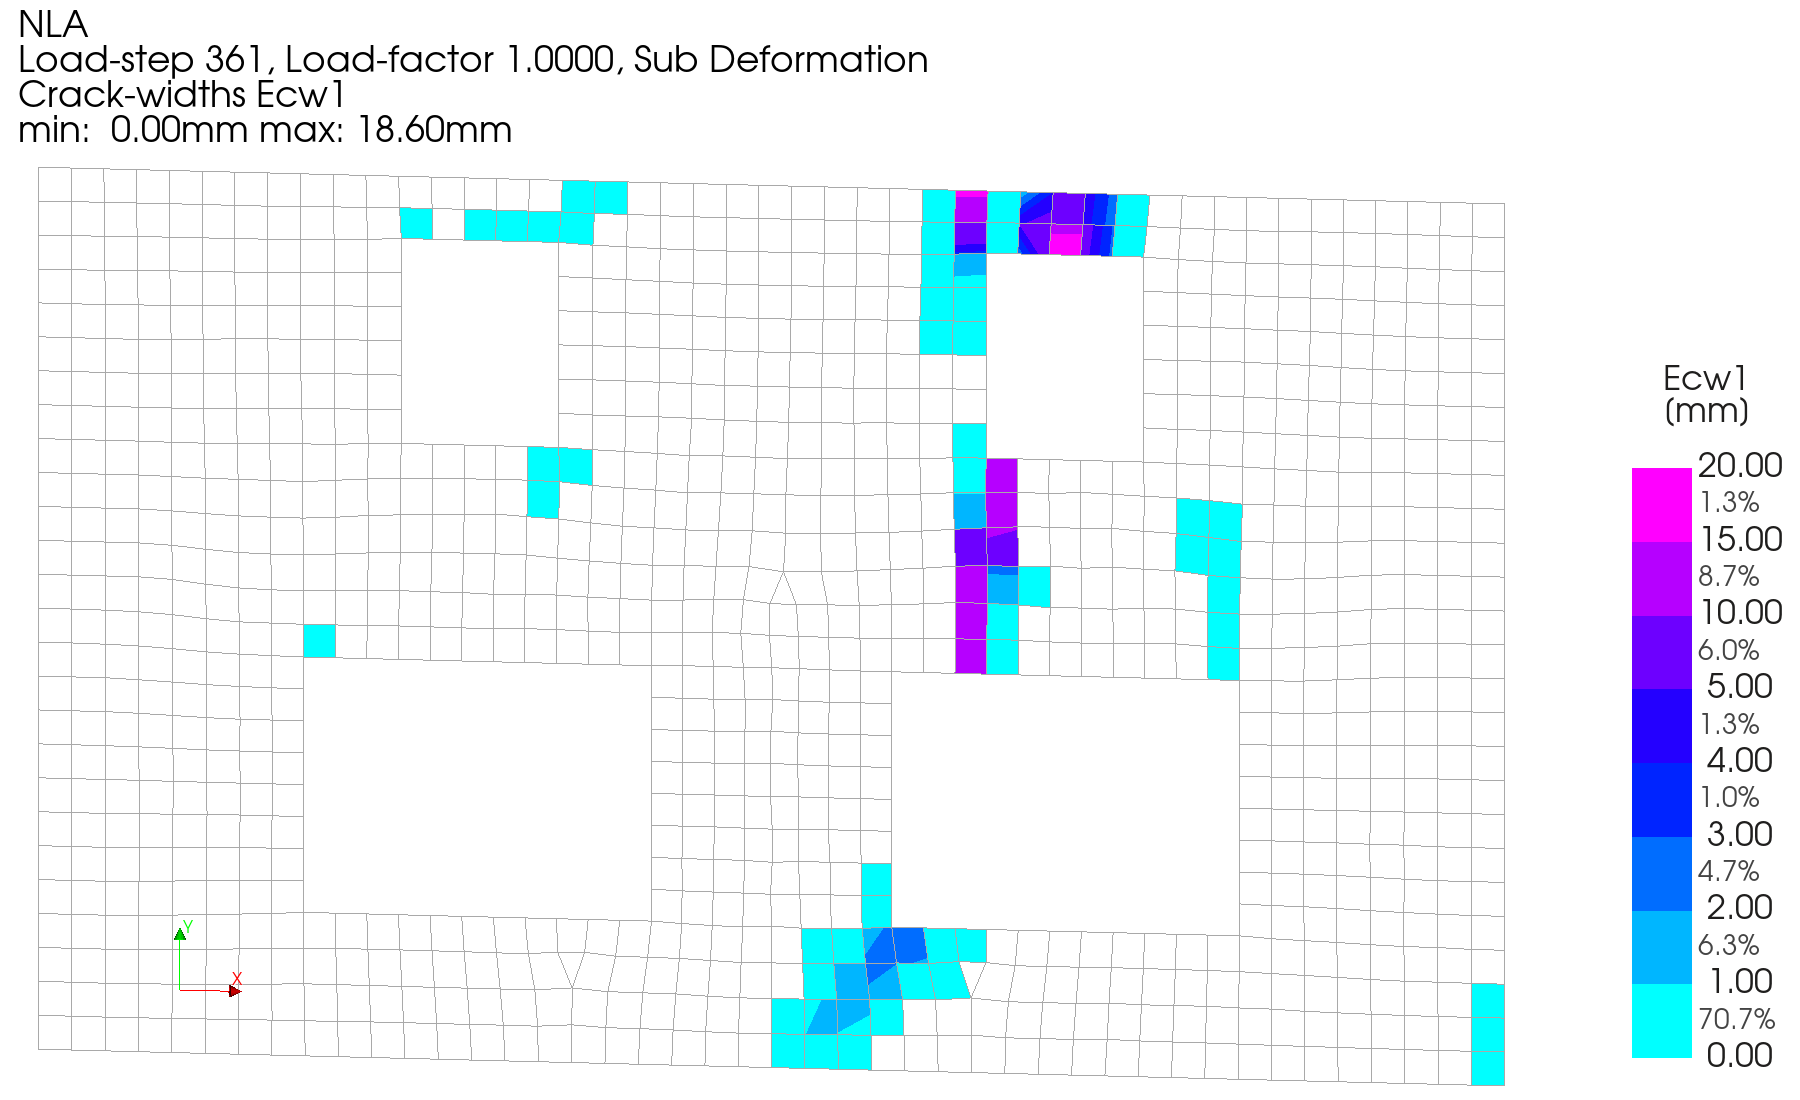 NLA
Load-step 361, Load-factor 1.0000, Sub Deformation
Crack-widths Ecw1
min: 0.00mm max: 18.60mm
Ecw1
(mm)
20.00
1.3%
15.00
8.7%
10.00
6.0%
5.00
1.3%
4.00
1.0%
3.00
4.7%
2.00
6.3%
1.00
70.7%
0.00
Y
X